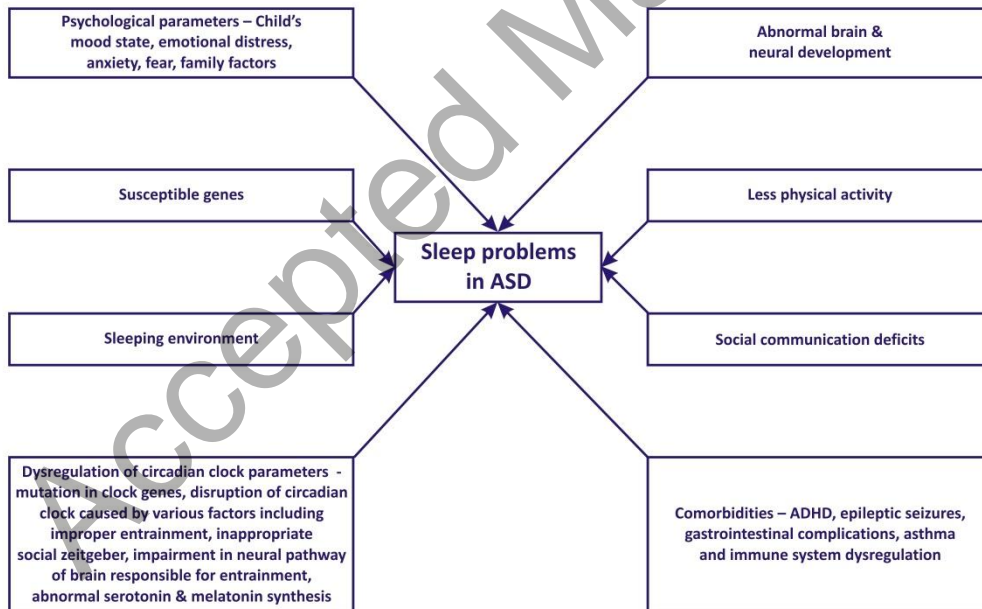 Psychological parameters – Child's
mood state, emotional distress,
anxiety, fear, family factors
Abnormal brain &
neural development
Susceptible genes
Less physical activity
Sleep problems
in ASD
Sleeping environment
Social communication deficits
Dysregulation of circadian clock parameters -
mutation in clock genes, disruption of circadian
clock caused by various factors including
improper entrainment, inappropriate
social zeitgeber, impairment in neural pathway
of brain responsible for entrainment,
abnormal serotonin & melatonin synthesis
Comorbidities – ADHD, epileptic seizures,
gastrointestinal complications, asthma
and immune system dysregulation
Accepted M